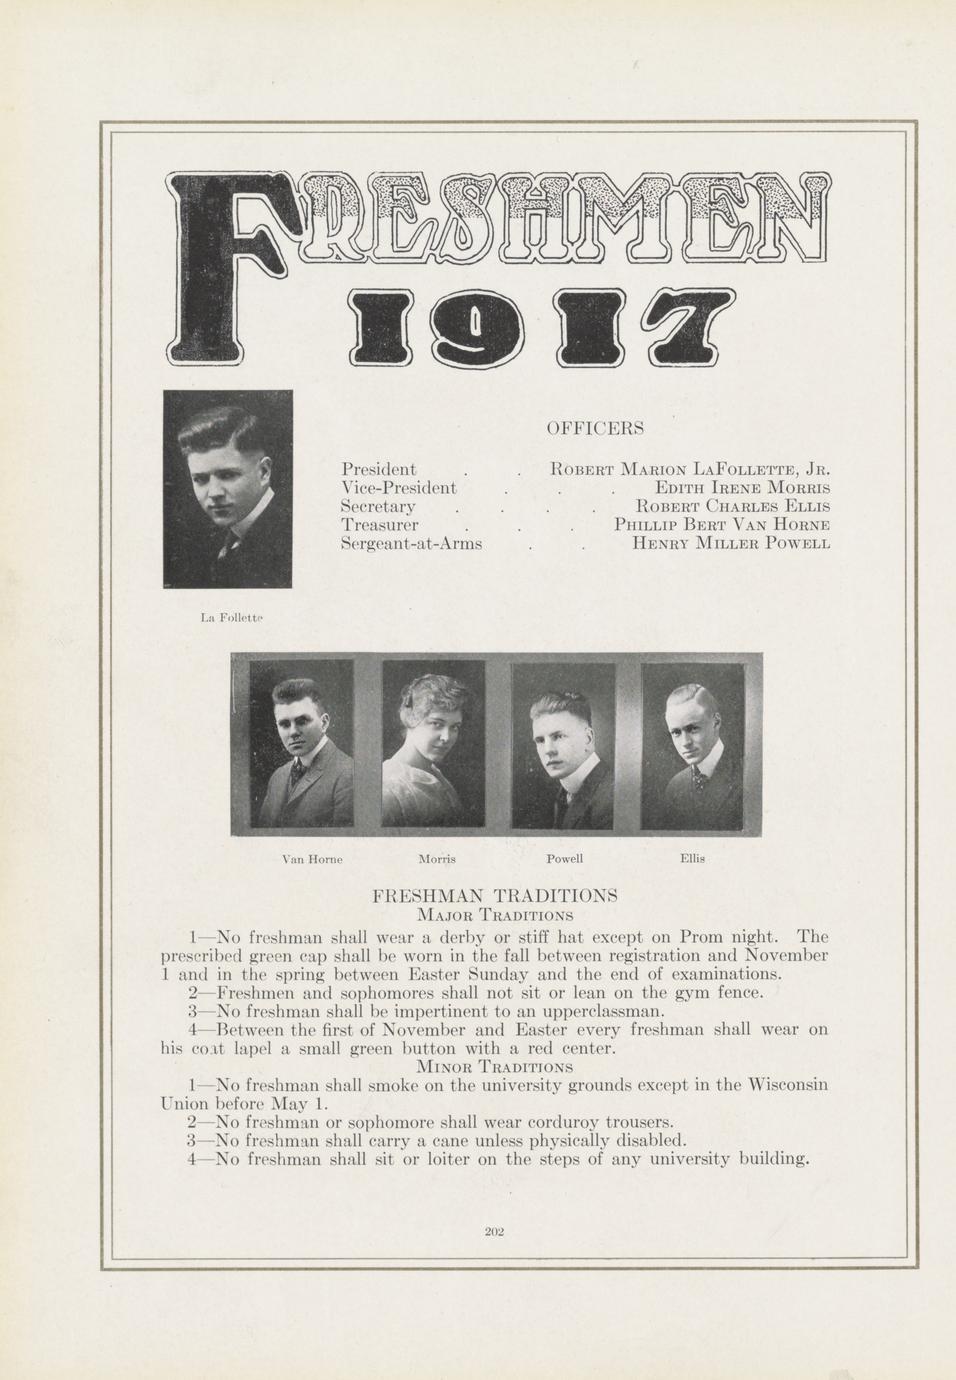 FRESHMEN
1917
OFFICERS
President . . ROBERT MARION LAFOLLETTE, JR.
Vice-President . . . EDITH IRENE MORRIS
Secretary . . . . ROBERT CHARLES ELLIS
Treasurer . . . PHILLIP BERT VAN HORNE
Sergeant-at-Arms . . HENRY MILLER POWELL
La Follette
Van Horne Morris Powell Ellis
FRESHMAN TRADITIONS
MAJOR TRADITIONS
1—No freshman shall wear a derby or stiff hat except on Prom night. The
prescribed green cap shall be worn in the fall between registration and November
1 and in the spring between Easter Sunday and the end of examinations.
2—Freshmen and sophomores shall not sit or lean on the gym fence.
3—No freshman shall be impertinent to an upperclassman.
4—Between the first of November and Easter every freshman shall wear on
his coat lapel a small green button with a red center.
MINOR TRADITIONS
1—No freshman shall smoke on the university grounds except in the Wisconsin
Union before May 1.
2—No freshman or sophomore shall wear corduroy trousers.
3—No freshman shall carry a cane unless physically disabled.
4—No freshman shall sit or loiter on the steps of any university building.
202